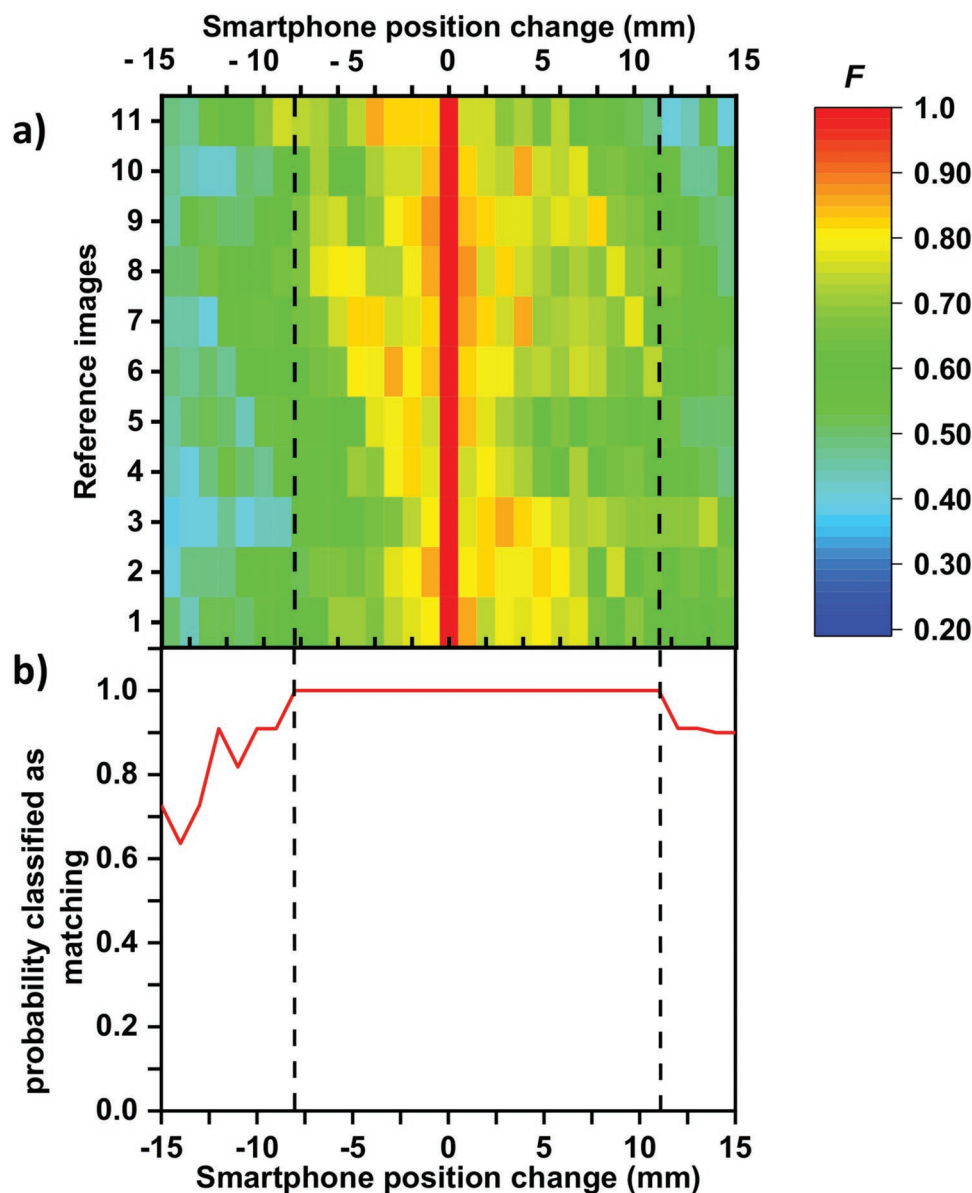 Smartphone position change (mm)
- 15 - 10 - 5 0 5 10 15
F
a)
Reference images
11
10
9
8
7
6
5
4
3
2
1
1.0
0.90
0.80
0.70
0.60
0.50
0.40
0.30
0.20
b)
probability classified as
matching
1.0
0.8
0.6
0.4
0.2
0.0
-15 -10 -5 0 5 10 15
Smartphone position change (mm)